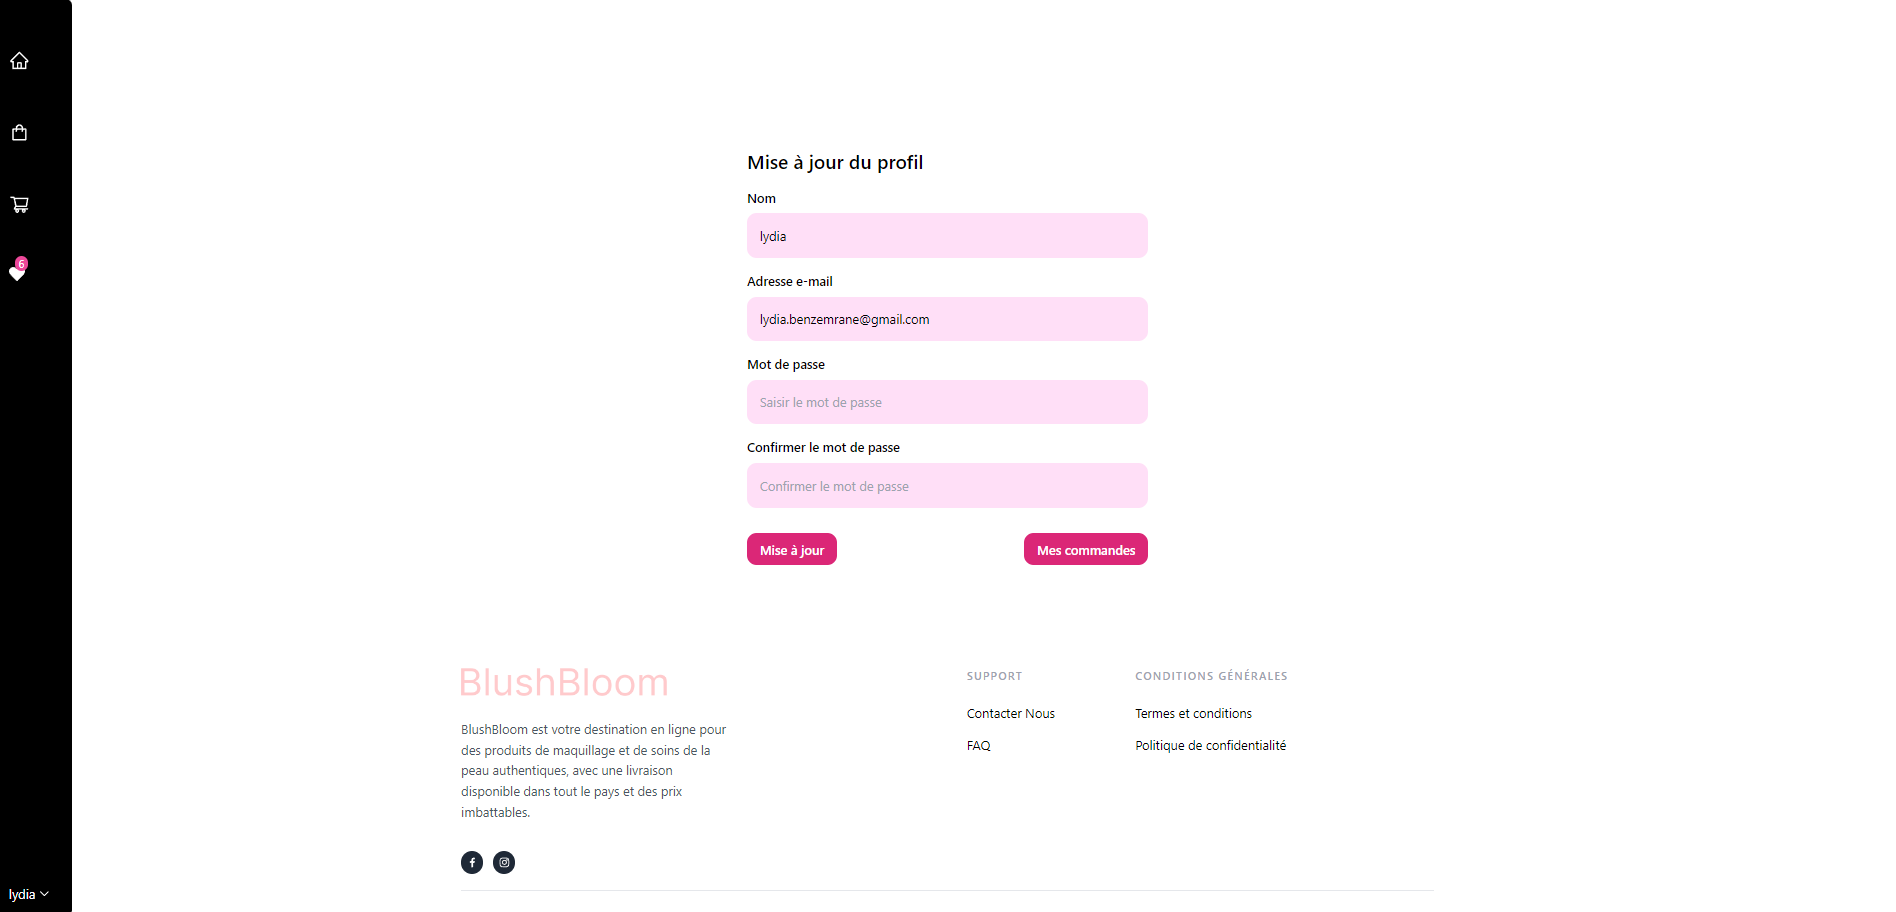 6
lydia
Mise à jour du profil
Nom
lydia
Adresse e-mail
lydia.benzemrane@gmail.com
Mot de passe
Saisir le mot de passe
Confirmer le mot de passe
Confirmer le mot de passe
Mise à jour
Mes commandes
BlushBloom
BlushBloom est votre destination en ligne pour
des produits de maquillage et de soins de la
peau authentiques, avec une livraison
disponible dans tout le pays et des prix
imbattables.
SUPPORT
Contacter Nous
FAQ
CONDITIONS GÉNÉRALES
Termes et conditions
Politique de confidentialité